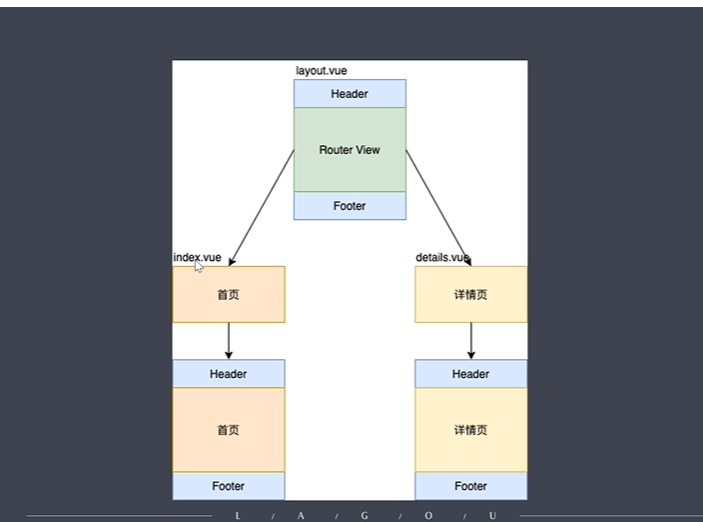 layout.vue
Header
Router View
Footer
index.vue
details.vue
首页
详情页
Header
Header
首页
详情页
Footer
Footer
L / A / G / O / U